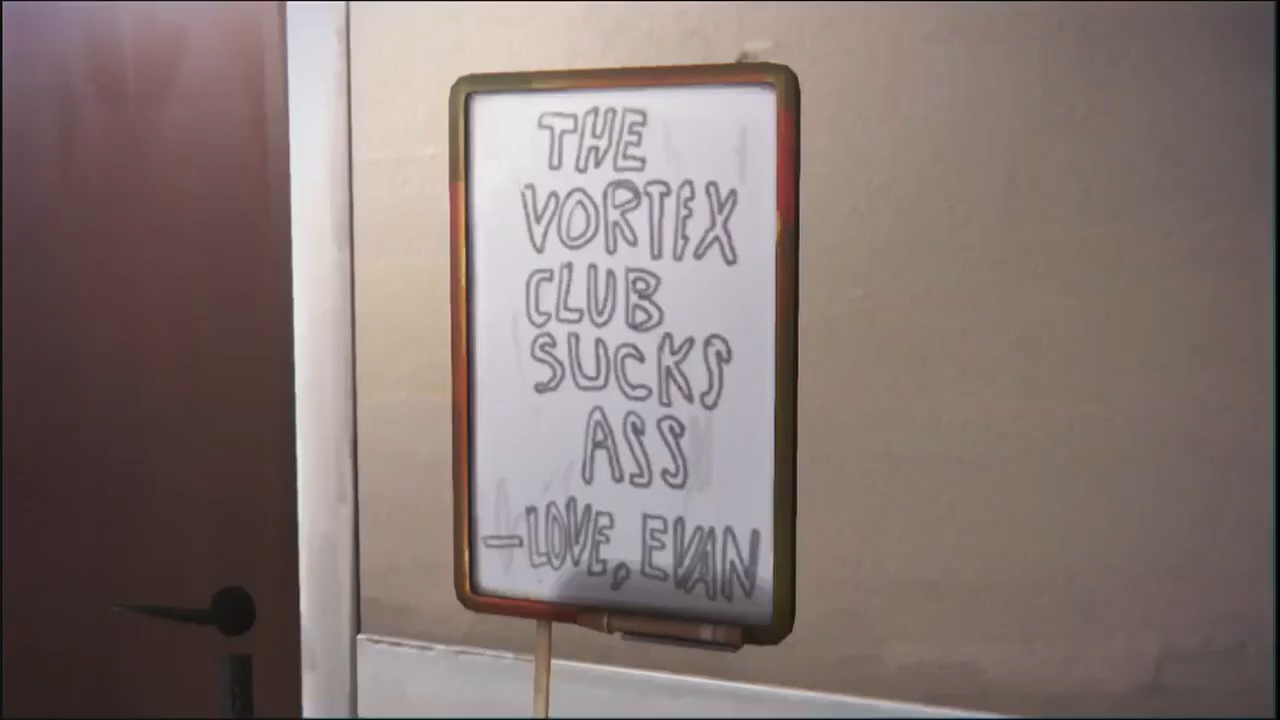 THE
VORTEX
CLUB
SUCKS
ASS
-LOVE, EVAN